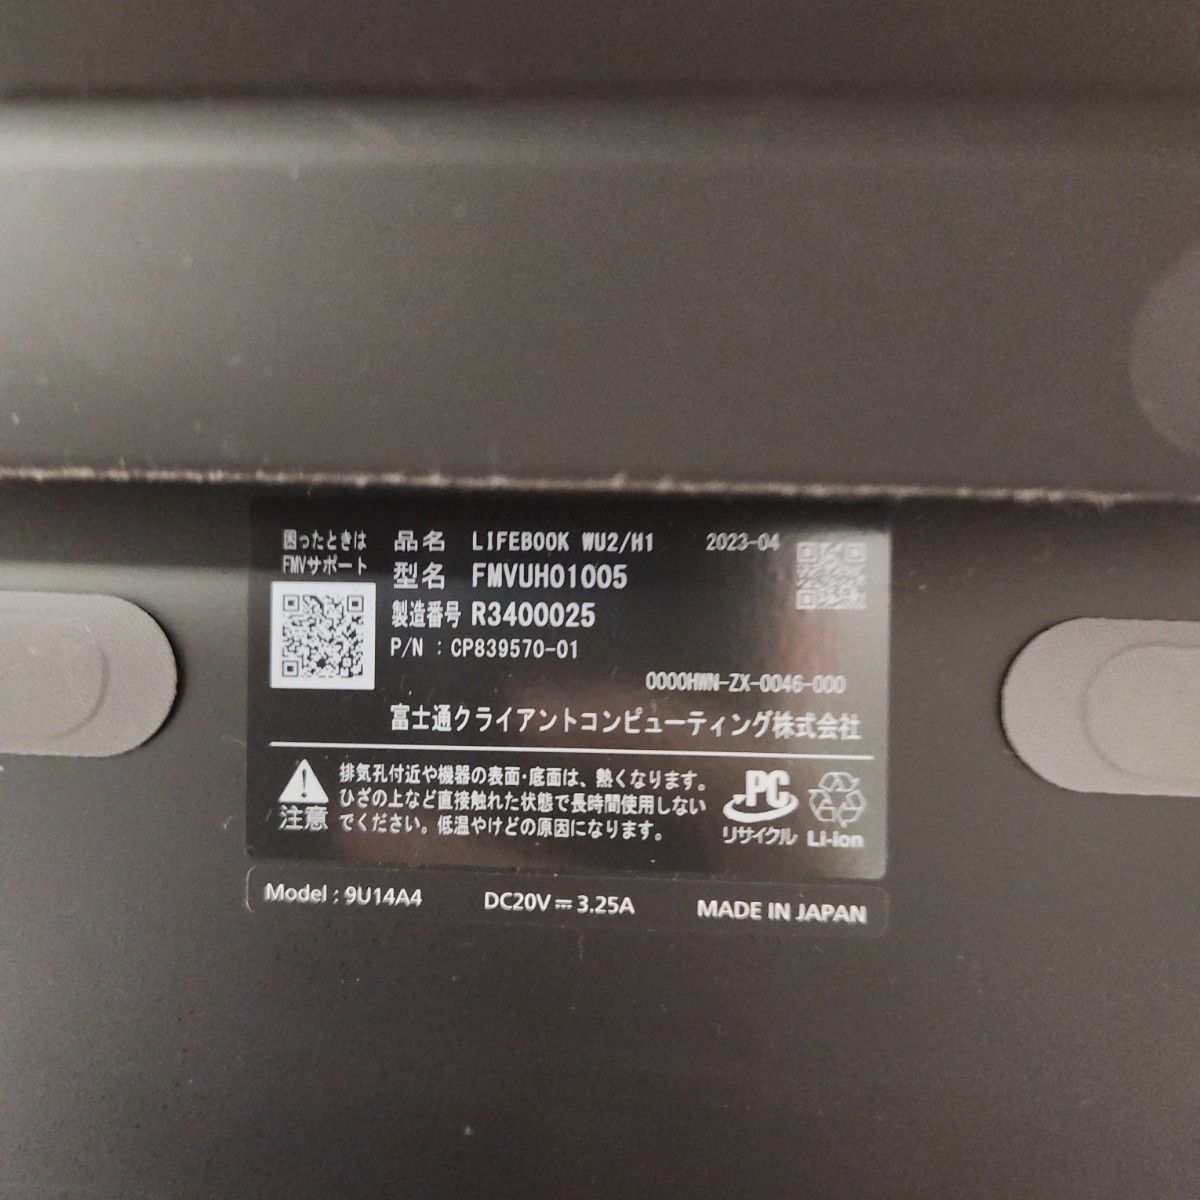 困ったときは
FMVサポート
品名 LIFEBOOK WU2/H1 2023-04
型名 FMVUH01005
製造番号 R3400025
P/N : CP839570-01
0000HWN-ZX-0046-000
富士通クライアントコンピューティング株式会社
注意
排気孔付近や機器の表面・底面は、熱くなります。
ひざの上など直接触れた状態で長時間使用しない
でください。低温やけどの原因になります。
PC
リサイクル
Li-ion
Model : 9U14A4 DC20V ⎓ 3.25A MADE IN JAPAN